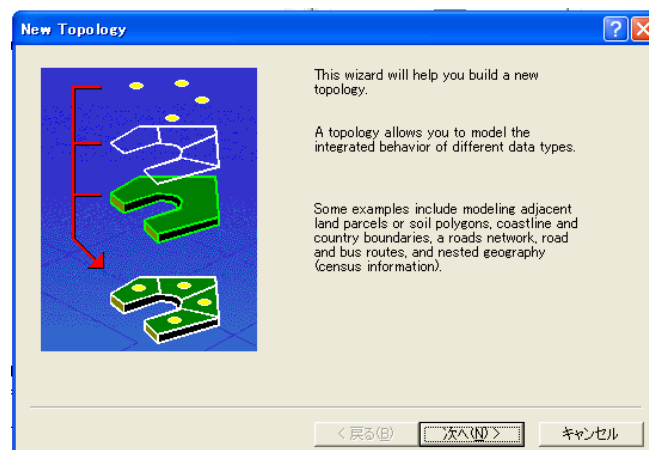 New Topology
This wizard will help you build a new
topology.
A topology allows you to model the
integrated behavior of different data types.
Some examples include modeling adjacent
land parcels or soil polygons, coastline and
country boundaries, a roads network, road
and bus routes, and nested geography
(census information).
< 戻る(B) 次へ(N) > キャンセル